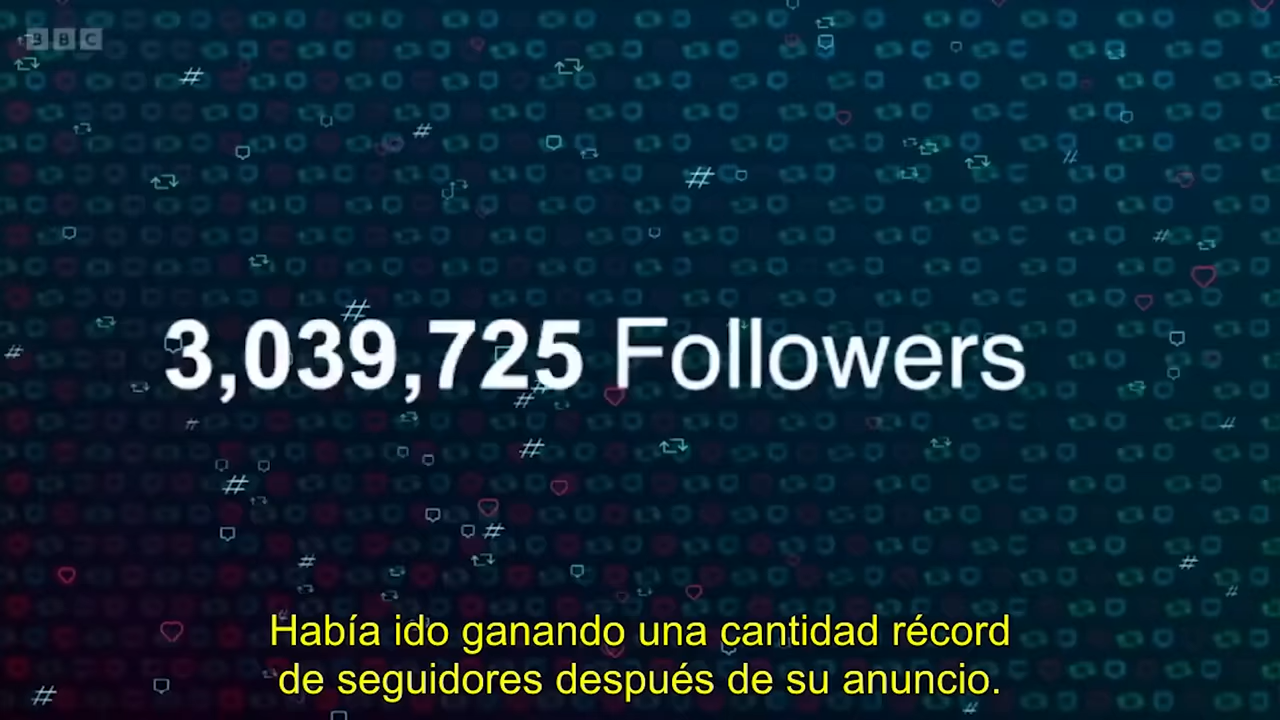 BBC
3,039,725 Followers
Había ido ganando una cantidad récord
de seguidores después de su anuncio.